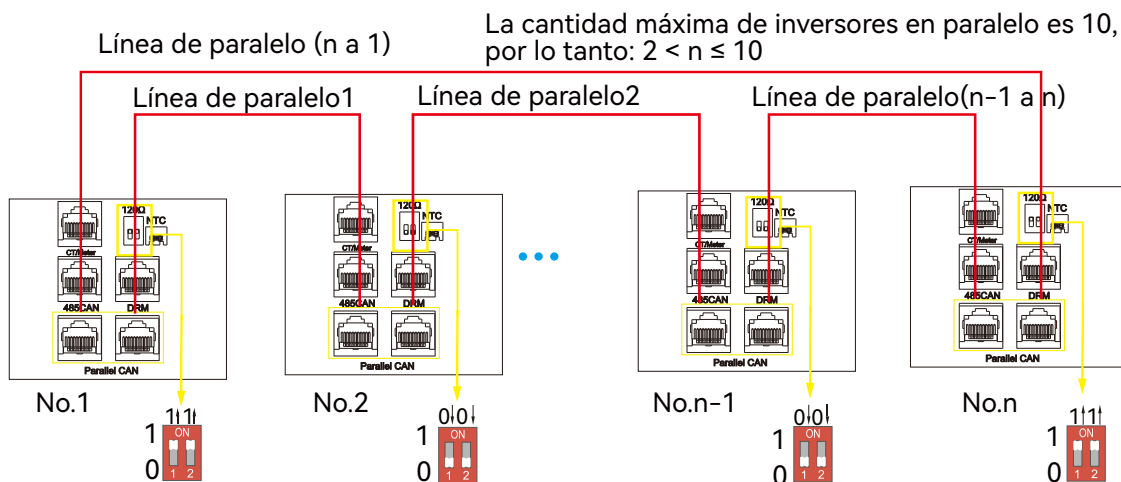 La cantidad máxima de inversores en paralelo es 10,
por lo tanto: 2 < n ≤ 10
Línea de paralelo (n a 1)
Línea de paralelo1
Línea de paralelo2
Línea de paralelo(n-1 a n)
120Ω
NTC
CT/Meter
485CAN
DRM
Parallel CAN
120Ω
NTC
CT/Meter
485CAN
DRM
Parallel CAN
120Ω
NTC
CT/Meter
485CAN
DRM
Parallel CAN
120Ω
NTC
CT/Meter
485CAN
DRM
Parallel CAN
No.1
1↑1↑
1
ON
0
1 2
No.2
0↓0↓
1
ON
0
1 2
No.n-1
0↓0↓
1
ON
0
1 2
No.n
1↑1↑
1
ON
0
1 2